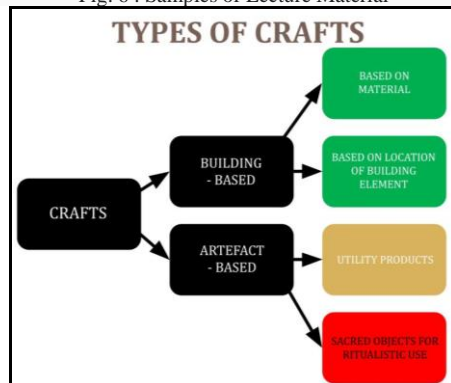 TYPES OF CRAFTS
BASED ON
MATERIAL
BUILDING
- BASED
BASED ON LOCATION
OF BUILDING
ELEMENT
CRAFTS
ARTEFACT
- BASED
UTILITY PRODUCTS
SACRED OBJECTS FOR
RITUALISTIC USE